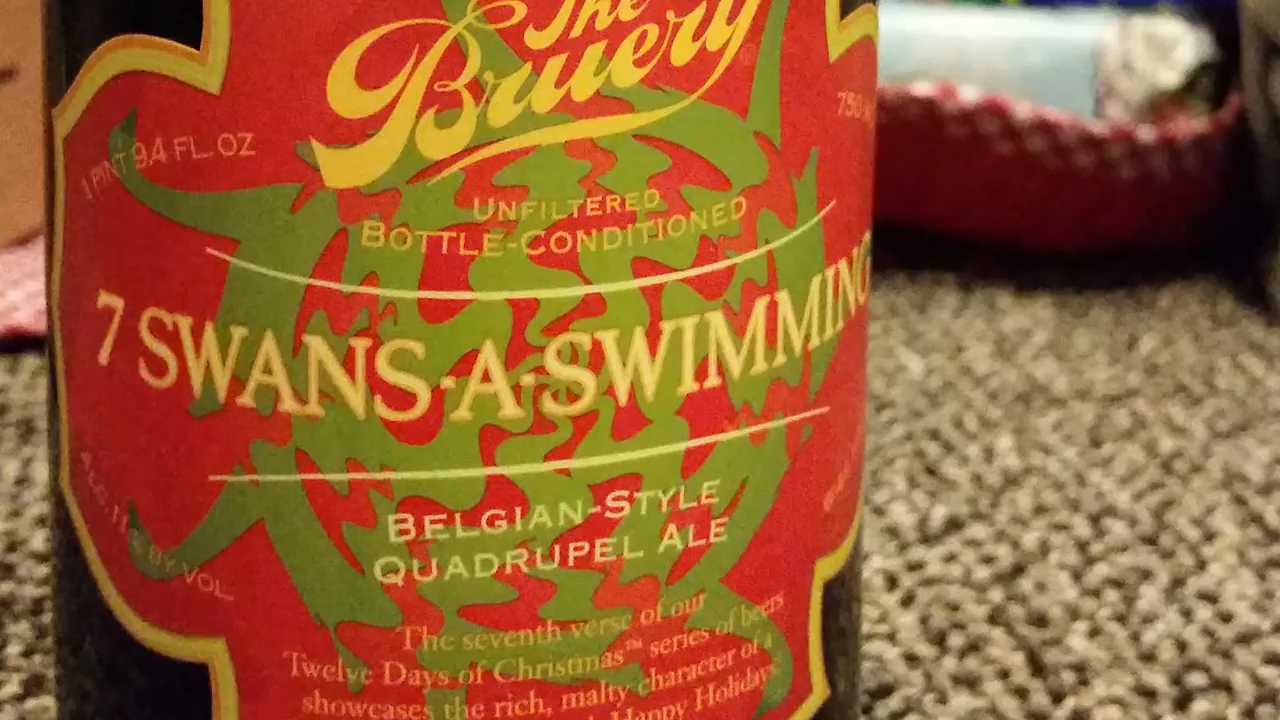 The
Bruery
1 PINT 9.4 FL. OZ
750
UNFILTERED
BOTTLE-CONDITIONED
7 SWANS-A-SWIMMING
BELGIAN-STYLE
QUADRUPEL ALE
ALC. 11 % BY VOL.
The seventh verse of our
Twelve Days of Christmas™ series of beers
showcases the rich, malty character of a
Happy Holidays